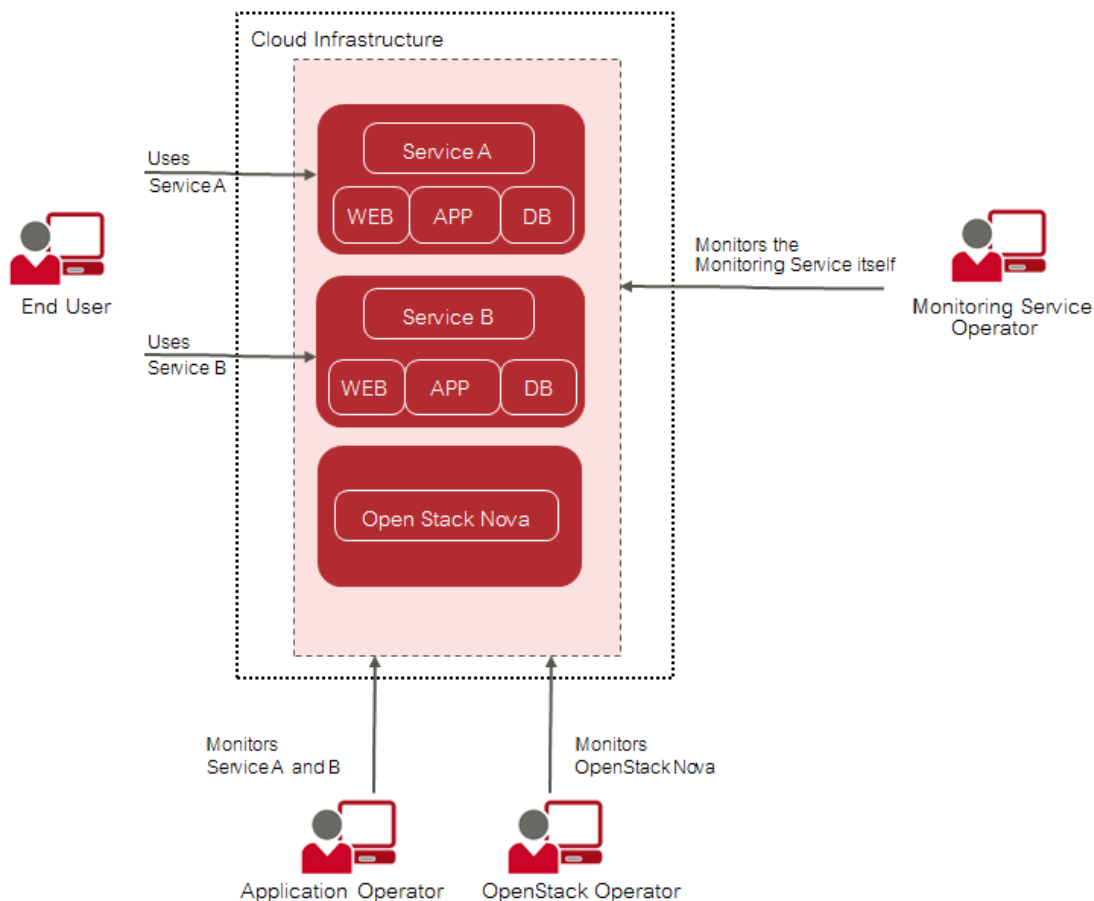 Cloud Infrastructure
Uses
Service A
Service A
WEB APP DB
End User
Monitors the
Monitoring Service itself
Monitoring Service
Operator
Uses
Service B
Service B
WEB APP DB
Open Stack Nova
Monitors
Service A and B
Monitors
OpenStack Nova
Application Operator
OpenStack Operator